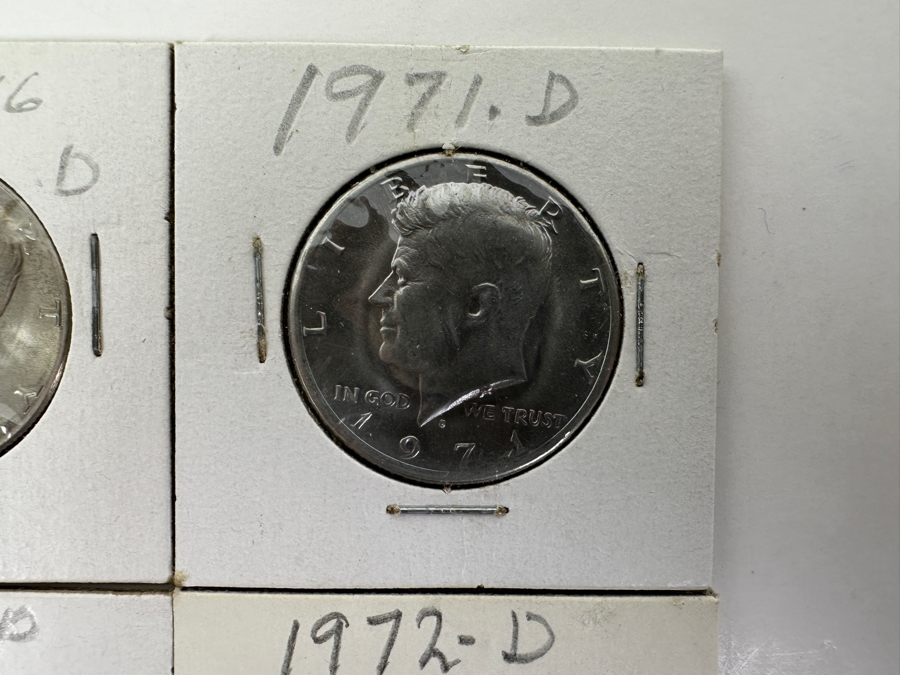 1971.D
LIBERTY
IN GOD WE TRUST
1971
D
1972-D